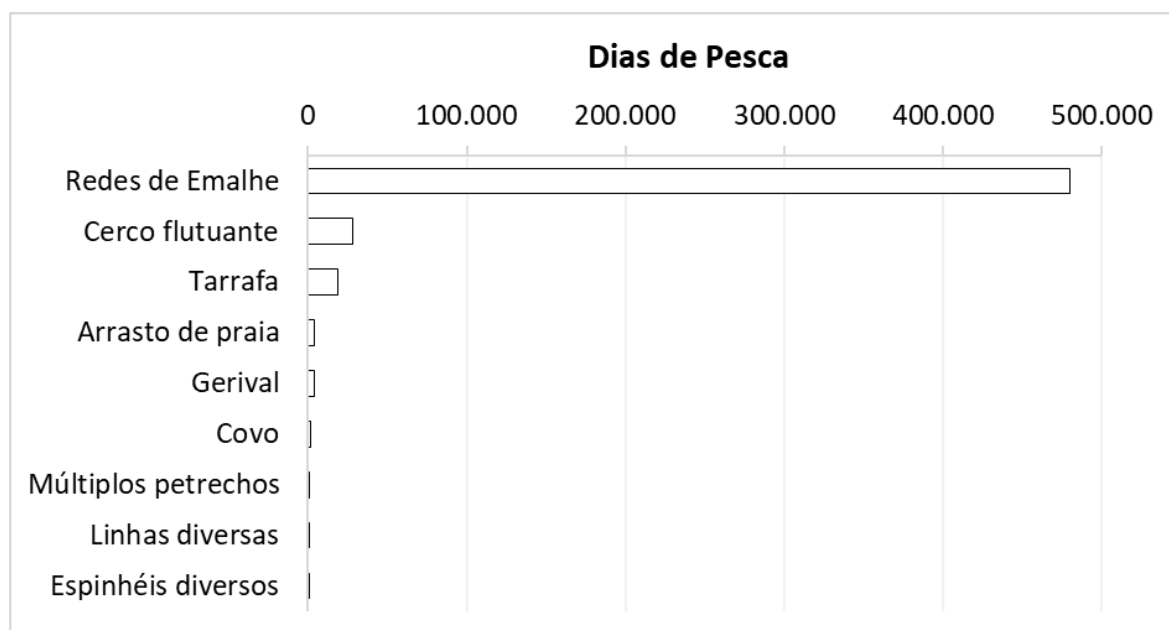 Dias de Pesca
0 100.000 200.000 300.000 400.000 500.000
Redes de Emalhe
Cerco flutuante
Tarrafa
Arrasto de praia
Gerival
Covo
Múltiplos petrechos
Linhas diversas
Espinhéis diversos